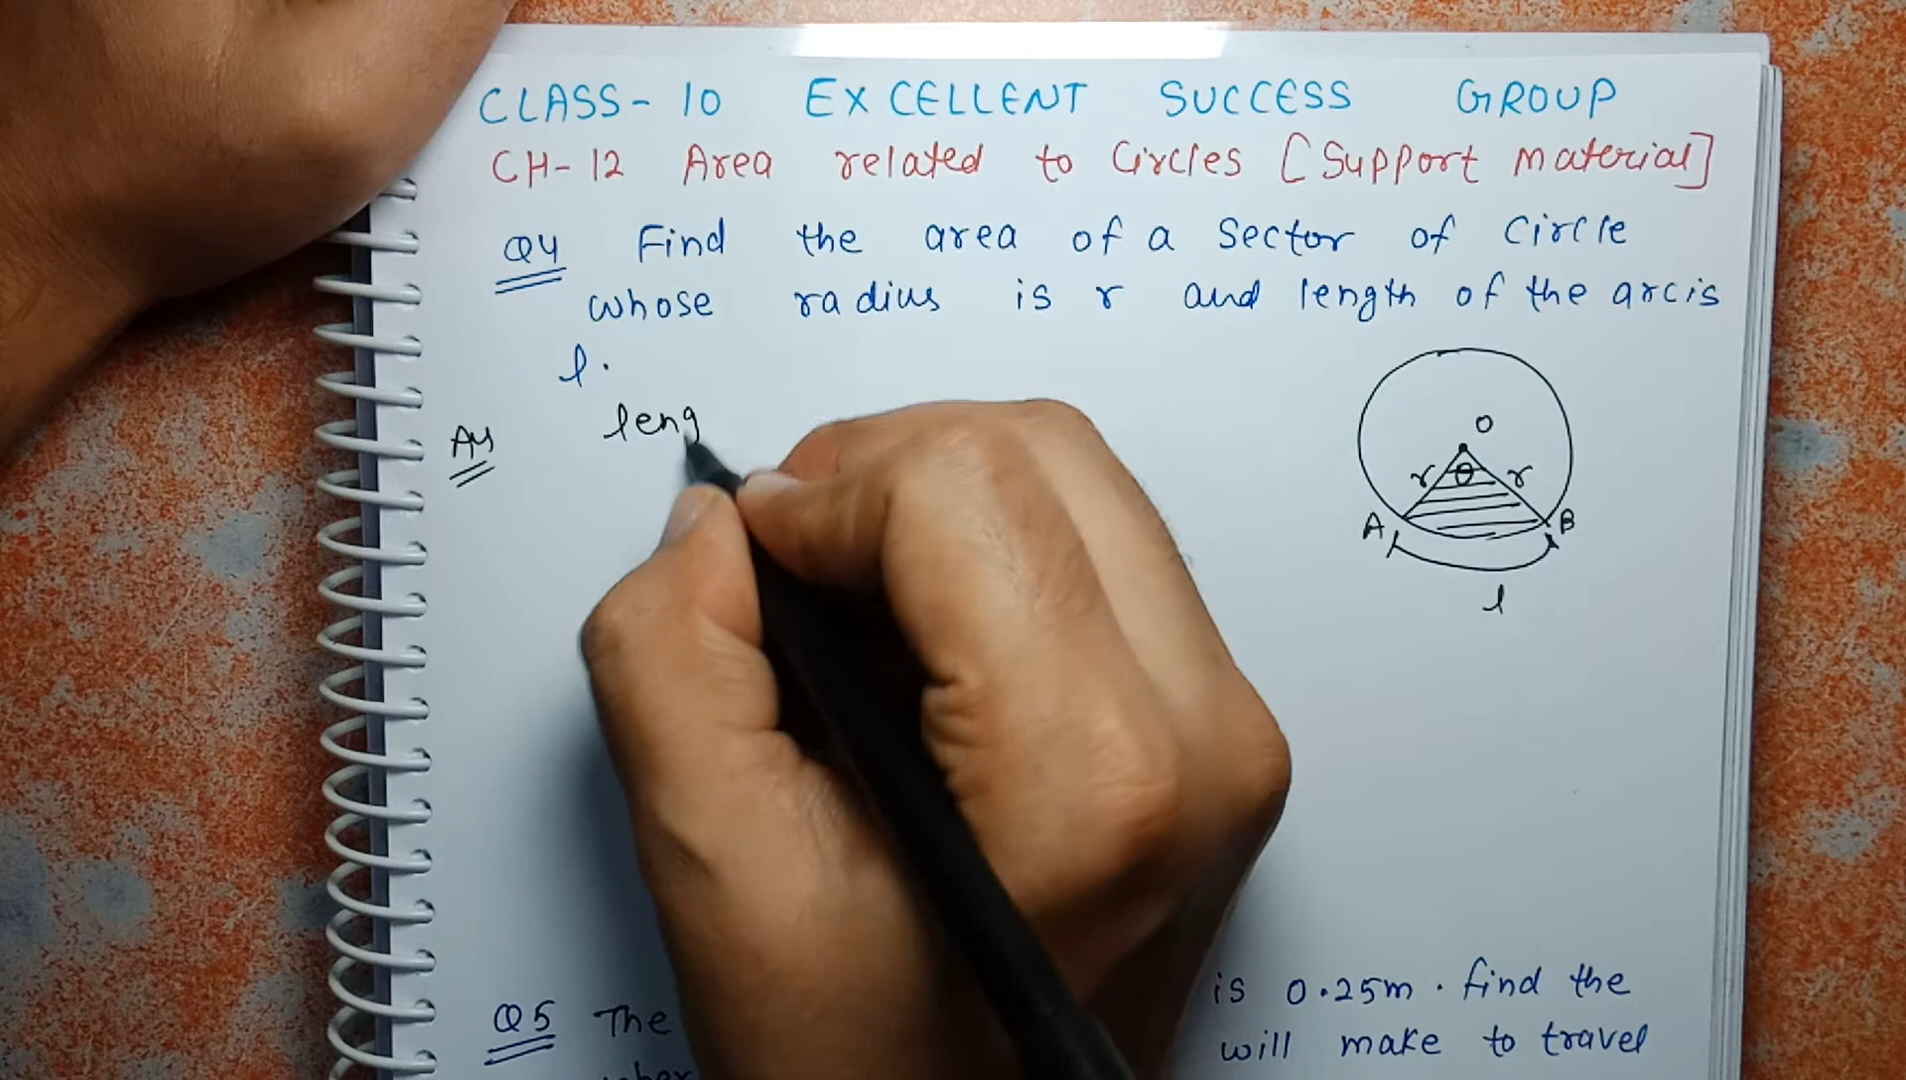 CLASS-10 EXCELLENT SUCCESS GROUP
CH-12 Area related to Circles [Support Material]
Q4 Find the area of a sector of circle
whose radius is r and length of the arc is
l.
A4 leng
O
r θ r
A B
l
Q5 The is 0.25m. find the
will make to travel